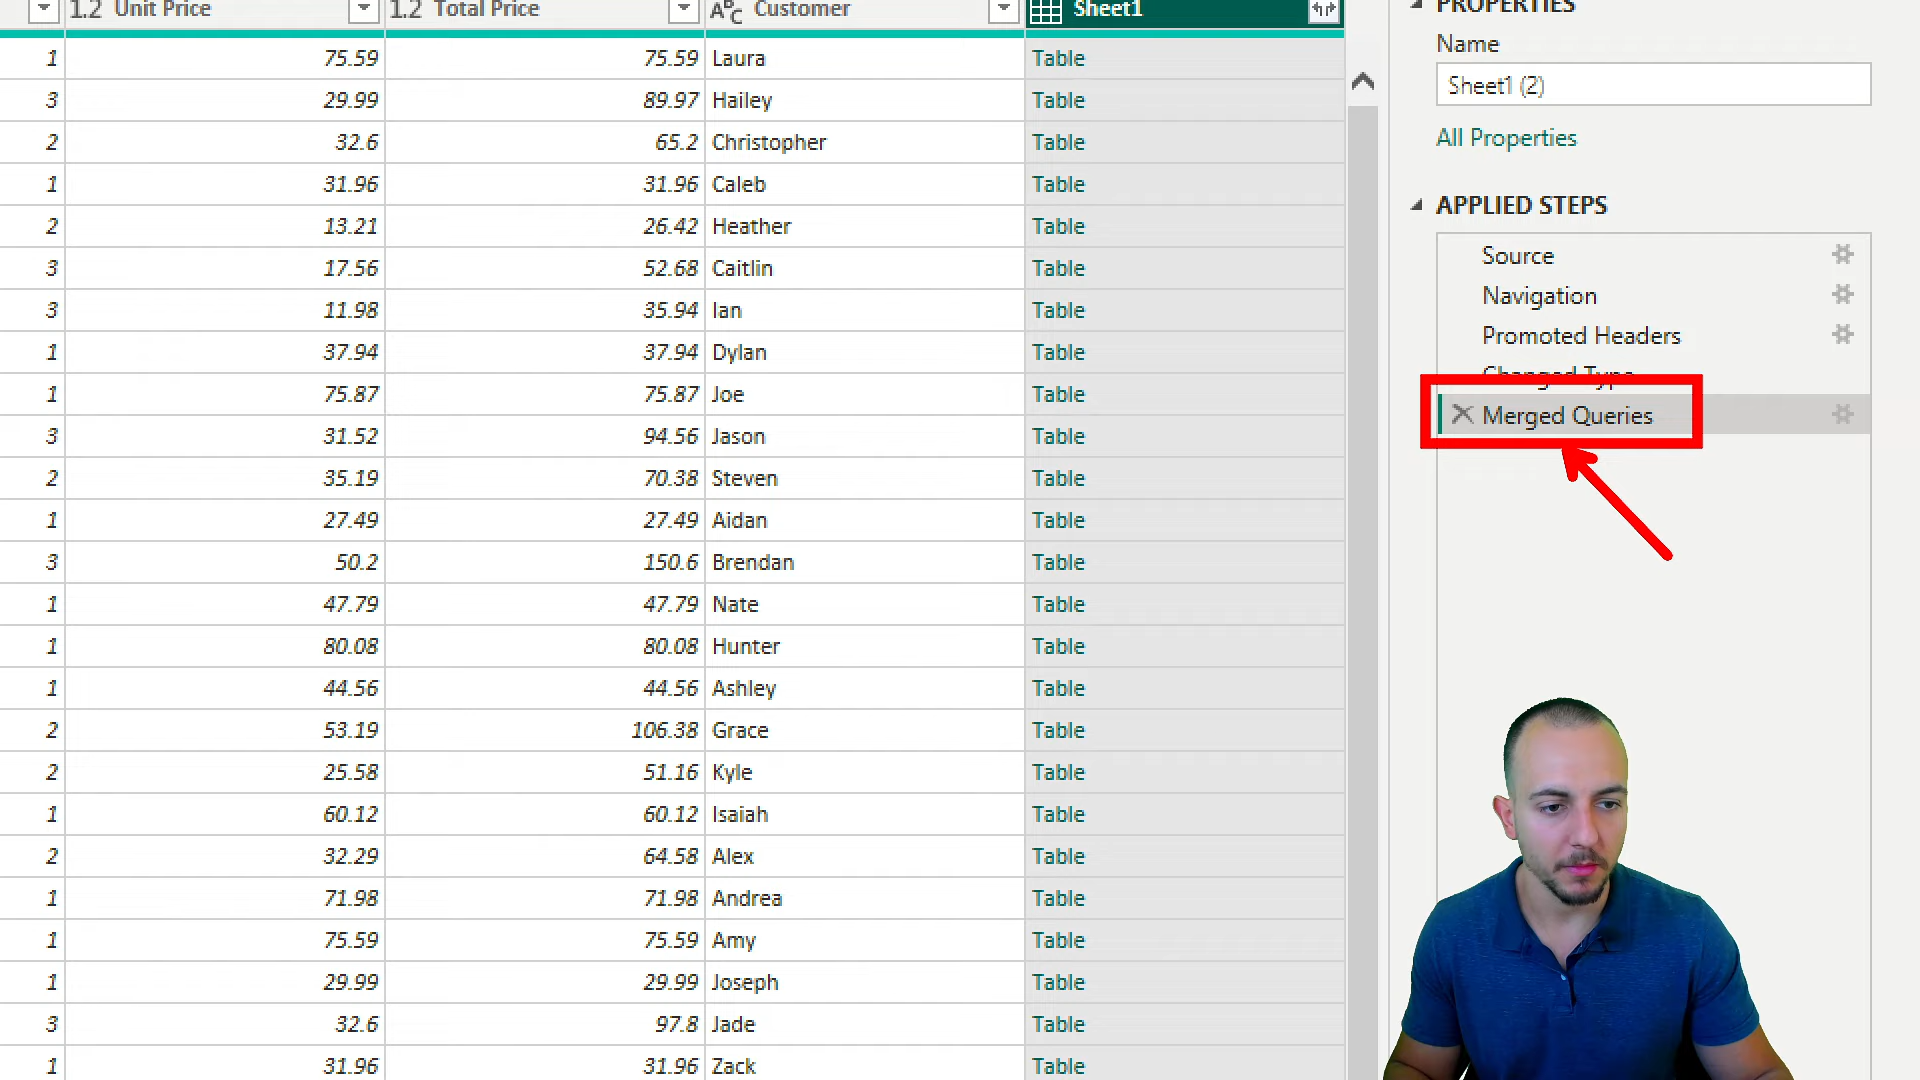 1.2 Unit Price 1.2 Total Price ABC Customer Sheet1
1 75.59 75.59 Laura Table
3 29.99 89.97 Hailey Table
2 32.6 65.2 Christopher Table
1 31.96 31.96 Caleb Table
2 13.21 26.42 Heather Table
3 17.56 52.68 Caitlin Table
3 11.98 35.94 Ian Table
1 37.94 37.94 Dylan Table
1 75.87 75.87 Joe Table
3 31.52 94.56 Jason Table
2 35.19 70.38 Steven Table
1 27.49 27.49 Aidan Table
3 50.2 150.6 Brendan Table
1 47.79 47.79 Nate Table
1 80.08 80.08 Hunter Table
1 44.56 44.56 Ashley Table
2 53.19 106.38 Grace Table
2 25.58 51.16 Kyle Table
1 60.12 60.12 Isaiah Table
2 32.29 64.58 Alex Table
1 71.98 71.98 Andrea Table
1 75.59 75.59 Amy Table
1 29.99 29.99 Joseph Table
3 32.6 97.8 Jade Table
1 31.96 31.96 Zack Table
PROPERTIES
Name
Sheet1 (2)
All Properties
APPLIED STEPS
Source
Navigation
Promoted Headers
Changed Type
Merged Queries